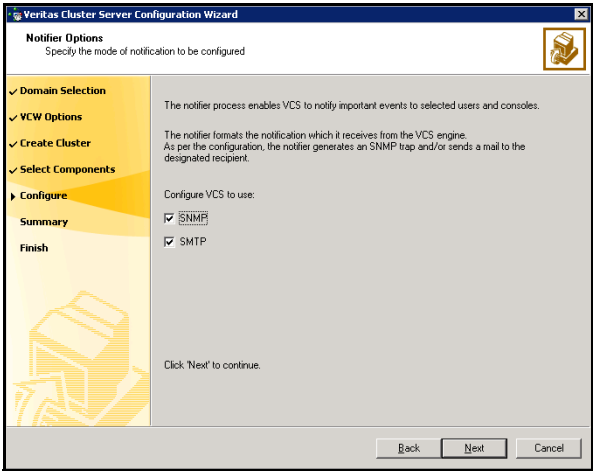 Veritas Cluster Server Configuration Wizard
Notifier Options
Specify the mode of notification to be configured
Domain Selection
VCW Options
Create Cluster
Select Components
Configure
Summary
Finish
The notifier process enables VCS to notify important events to selected users and consoles.
The notifier formats the notification which it receives from the VCS engine.
As per the configuration, the notifier generates an SNMP trap and/or sends a mail to the
designated recipient.
Configure VCS to use:
SNMP
SMTP
Click 'Next' to continue.
Back
Next
Cancel